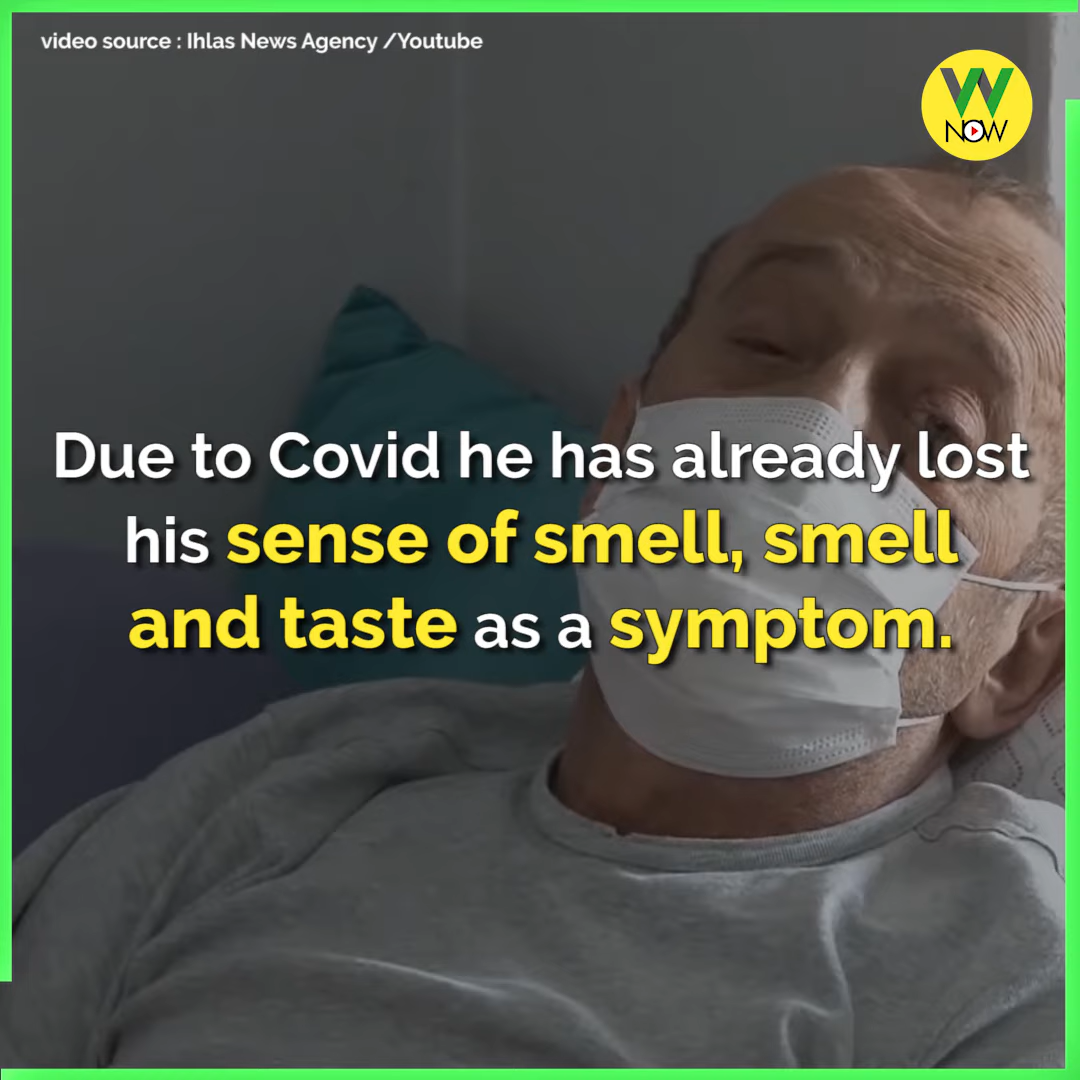 video source : Ihlas News Agency /Youtube
W
NOW
Due to Covid he has already lost
his sense of smell, smell
and taste as a symptom.